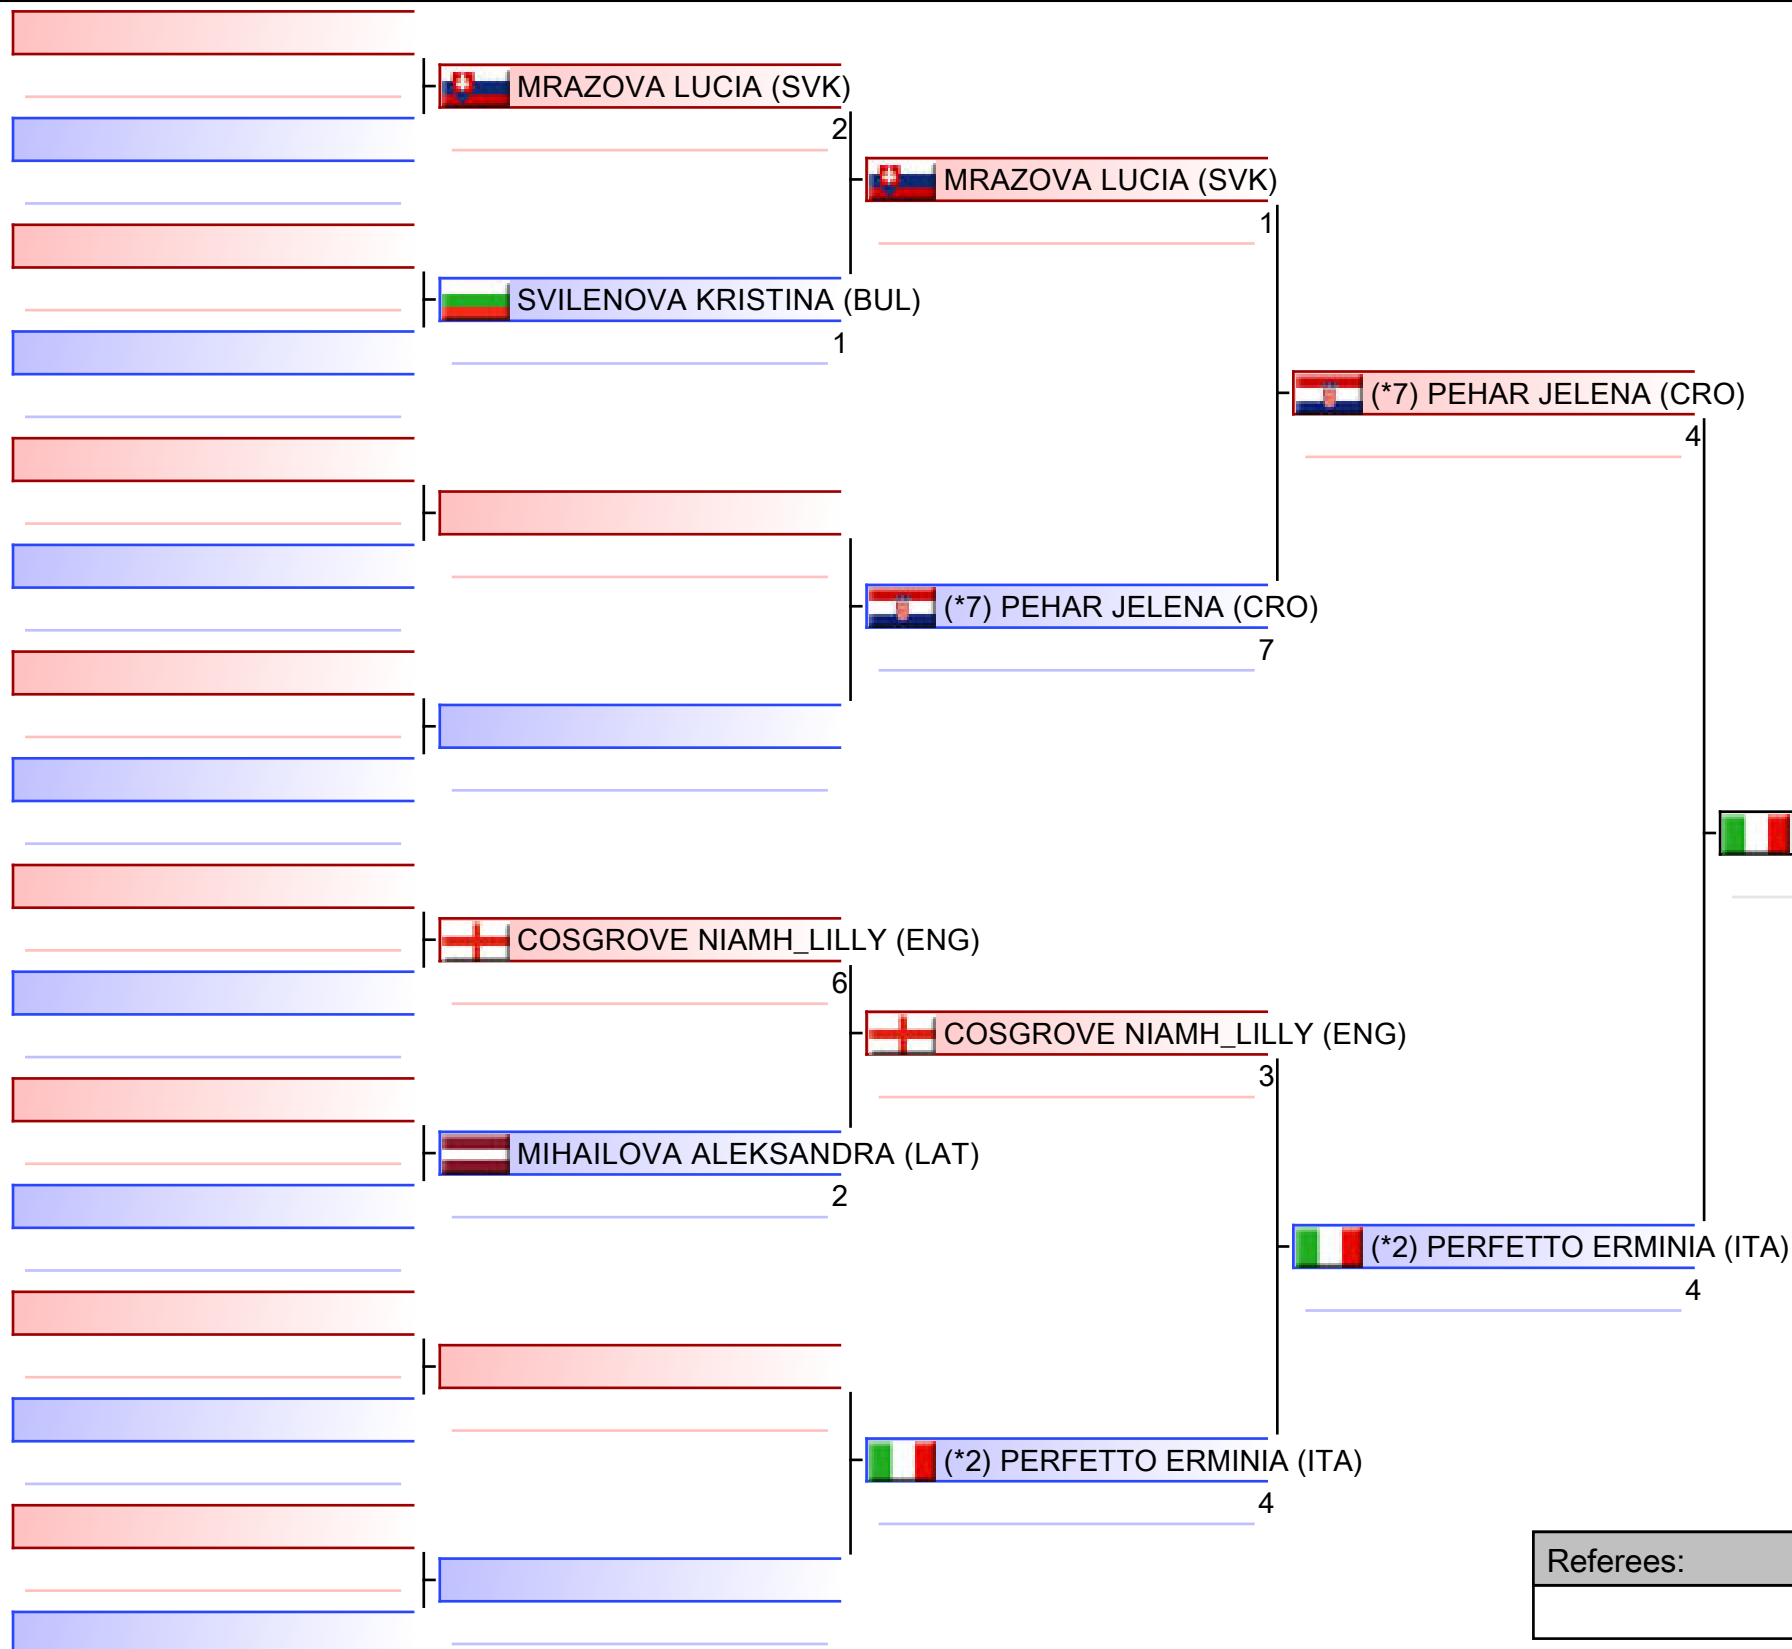 MRAZOVA LUCIA (SVK)
2
MRAZOVA LUCIA (SVK)
1
SVILENOVA KRISTINA (BUL)
1
(*7) PEHAR JELENA (CRO)
4
(*7) PEHAR JELENA (CRO)
7
COSGROVE NIAMH_LILLY (ENG)
6
COSGROVE NIAMH_LILLY (ENG)
3
MIHAILOVA ALEKSANDRA (LAT)
2
(*2) PERFETTO ERMINIA (ITA)
4
(*2) PERFETTO ERMINIA (ITA)
4
Referees: